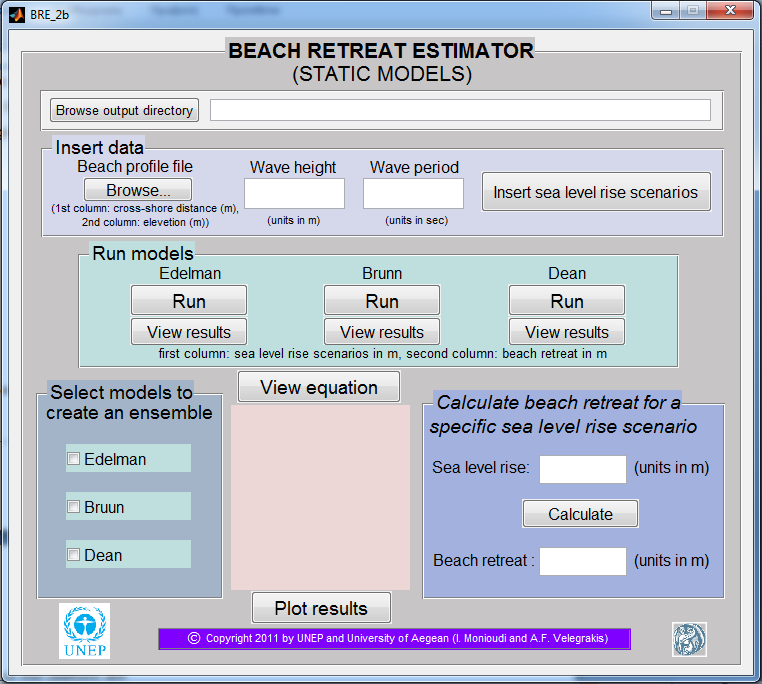 BRE_2b
BEACH RETREAT ESTIMATOR
(STATIC MODELS)
Browse output directory
Insert data
Beach profile file
Wave height
Wave period
Browse...
Insert sea level rise scenarios
(1st column: cross-shore distance (m),
2nd column: elevetion (m))
(units in m)
(units in sec)
Run models
Edelman
Brunn
Dean
Run
Run
Run
View results
View results
View results
first column: sea level rise scenarios in m, second column: beach retreat in m
Select models to
create an ensemble
Edelman
Bruun
Dean
View equation
Plot results
Calculate beach retreat for a
specific sea level rise scenario
Sea level rise:
(units in m)
Calculate
Beach retreat :
(units in m)
UNEP
© Copyright 2011 by UNEP and University of Aegean (I. Monioudi and A.F. Velegrakis)